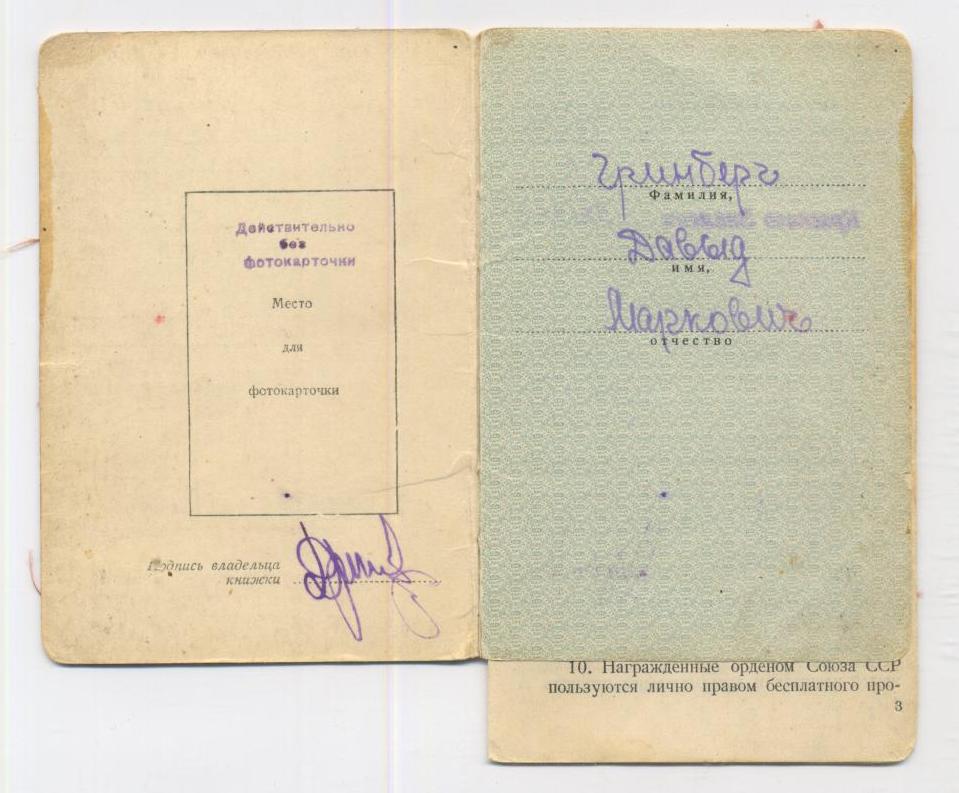 Действительно
без
фотокарточки
Место
для
фотокарточки
Подпись владельца
книжки
Гринберг
Фамилия,
Давыд
имя,
Маркович
отчество
10. Награжденные орденом Союза ССР
пользуются лично правом бесплатного про-
3